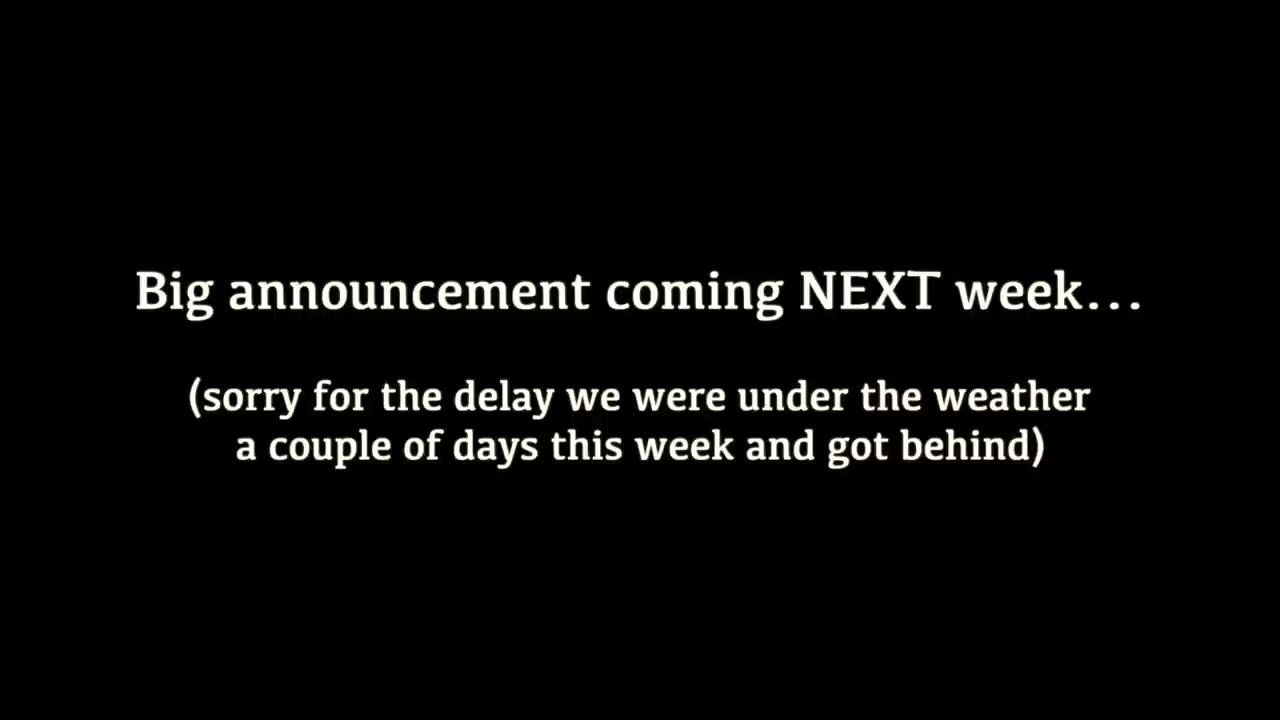 Big announcement coming NEXT week...
(sorry for the delay we were under the weather
a couple of days this week and got behind)